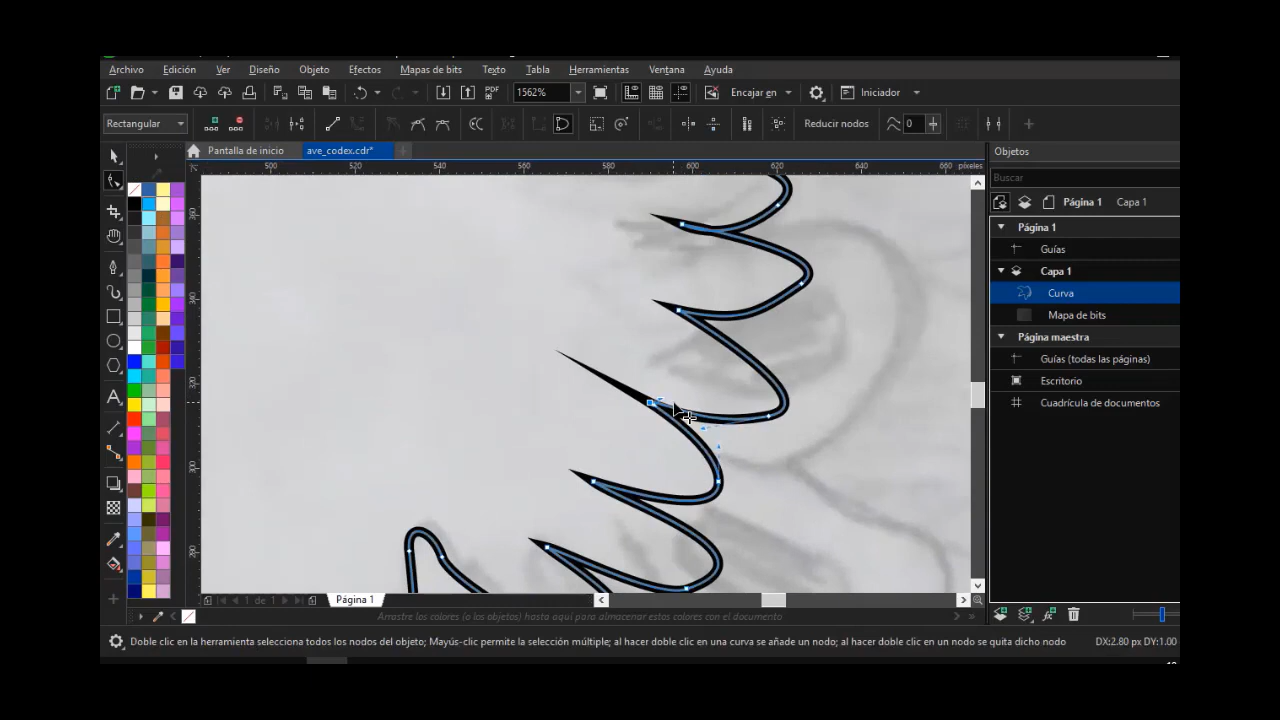 Archivo Edición Ver Diseño Objeto Efectos Mapas de bits Texto Tabla Herramientas Ventana Ayuda
PDF 1562% Encajar en Iniciador
Rectangular Reducir nodos 0
Pantalla de inicio ave_codex.cdr* Objetos
500 520 540 560 580 600 620 640 660 píxeles
Buscar
Página 1 Capa 1
360
Página 1
Guías
Capa 1
340
Curva
Mapa de bits
Página maestra
Guías (todas las páginas)
320
Escritorio
Cuadrícula de documentos
300
280
1 de 1 Página 1
Arrastre los colores (o los objetos) hasta aquí para almacenar estos colores con el documento
Doble clic en la herramienta selecciona todos los nodos del objeto; Mayús-clic permite la selección múltiple; al hacer doble clic en una curva se añade un nodo; al hacer doble clic en un nodo se quita dicho nodo DX:2.80 px DY:1.00